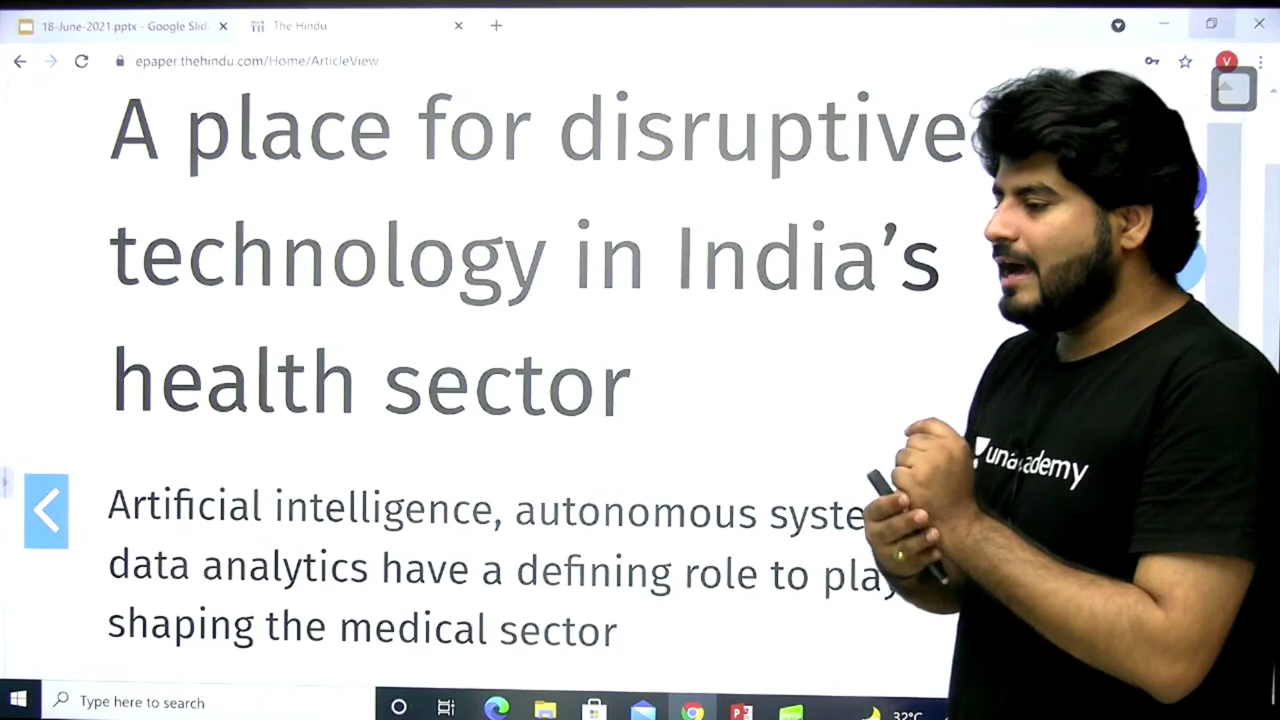 18-June-2021.pptx - Google Slid
The Hindu
epaper.thehindu.com/Home/ArticleView
V
A place for disruptive
technology in India's
health sector
Artificial intelligence, autonomous syste
data analytics have a defining role to play
shaping the medical sector
unacademy
Type here to search
32°C